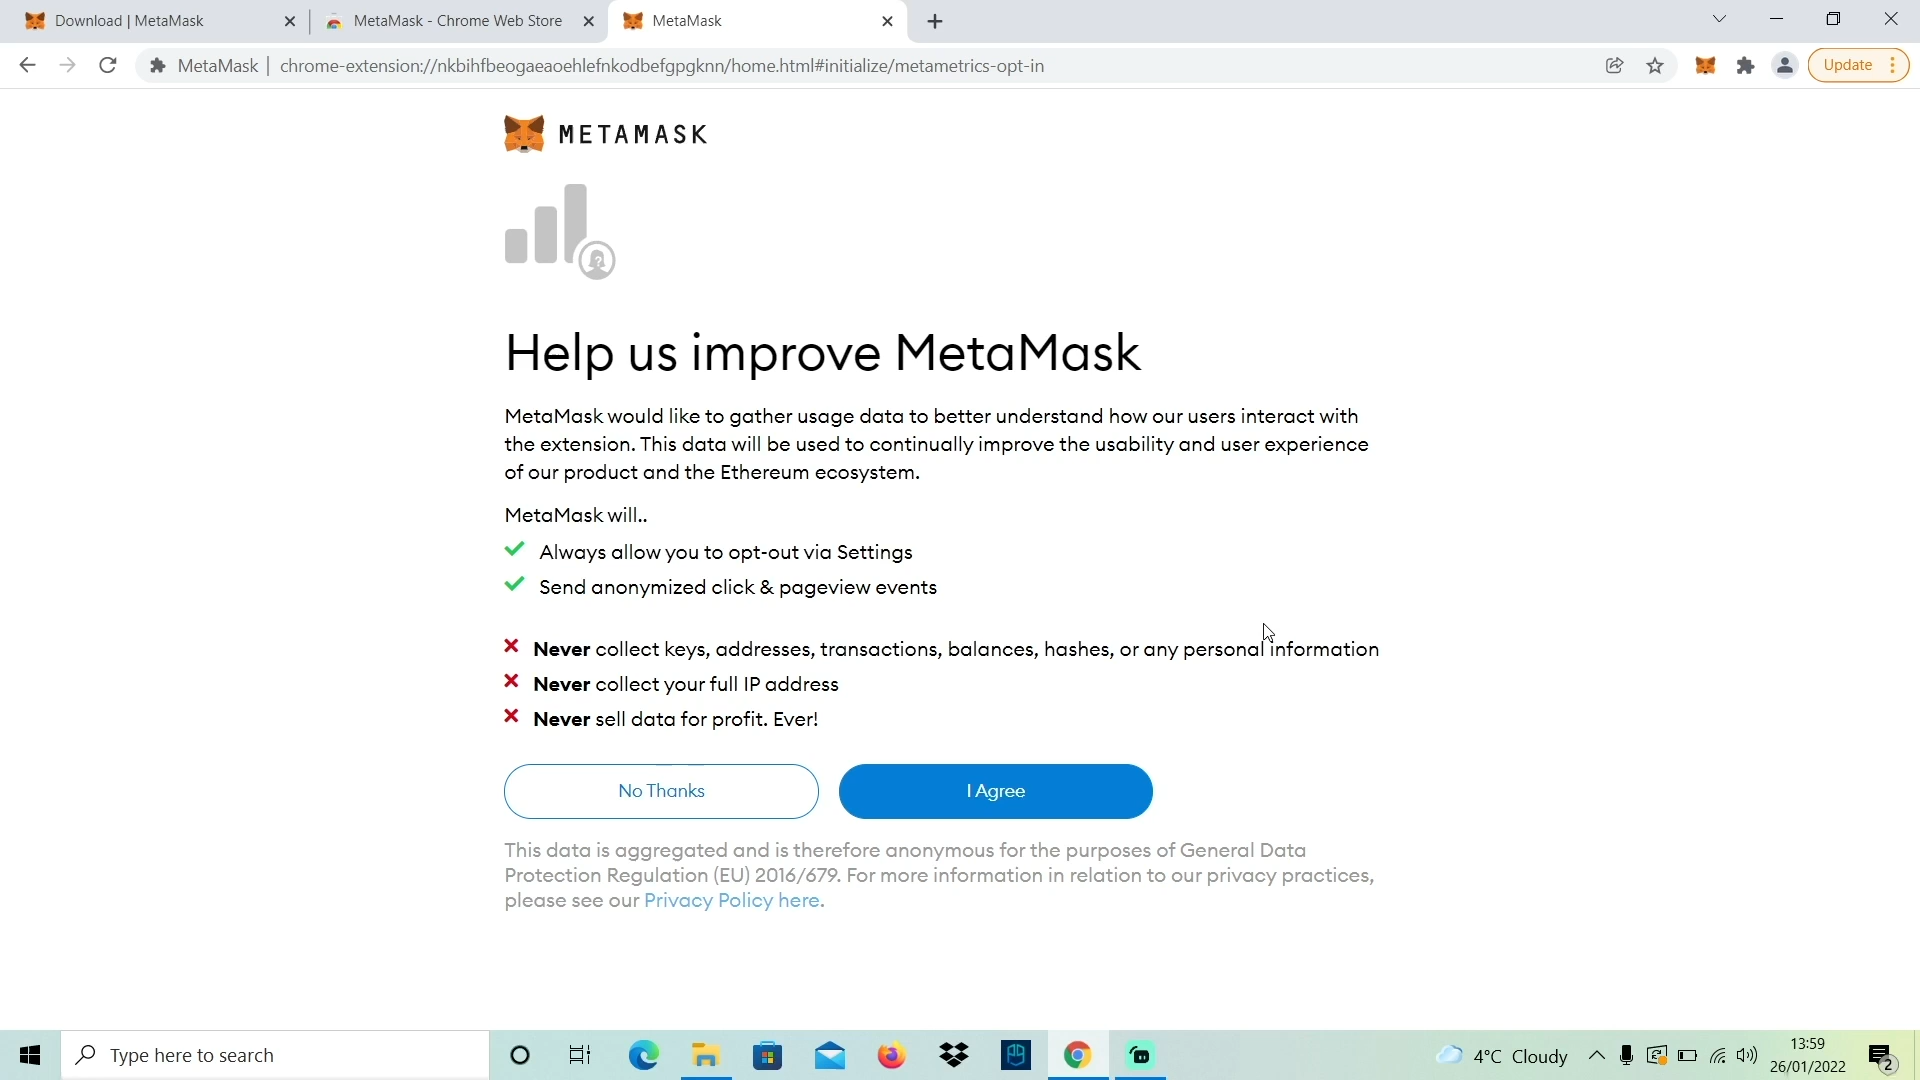 Download | MetaMask
MetaMask - Chrome Web Store
MetaMask
MetaMask | chrome-extension://nkbihfbeogaeaoehlefnkodbefgpgknn/home.html#initialize/metametrics-opt-in
Update
METAMASK
?
Help us improve MetaMask
MetaMask would like to gather usage data to better understand how our users interact with
the extension. This data will be used to continually improve the usability and user experience
of our product and the Ethereum ecosystem.
MetaMask will..
Always allow you to opt-out via Settings
Send anonymized click & pageview events
Never collect keys, addresses, transactions, balances, hashes, or any personal information
Never collect your full IP address
Never sell data for profit. Ever!
No Thanks
I Agree
This data is aggregated and is therefore anonymous for the purposes of General Data
Protection Regulation (EU) 2016/679. For more information in relation to our privacy practices,
please see our Privacy Policy here.
Type here to search
4°C Cloudy
13:59
26/01/2022
2